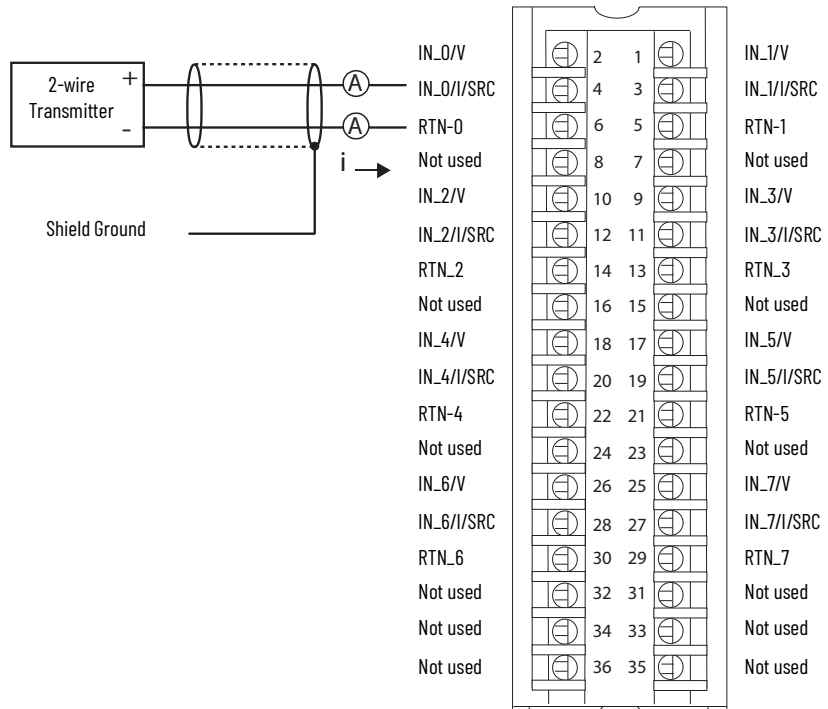 2-wire
Transmitter
+
-
A
A
i
Shield Ground
IN_0/V 2 1 IN_1/V
IN_0/I/SRC 4 3 IN_1/I/SRC
RTN-0 6 5 RTN-1
Not used 8 7 Not used
IN_2/V 10 9 IN_3/V
IN_2/I/SRC 12 11 IN_3/I/SRC
RTN_2 14 13 RTN_3
Not used 16 15 Not used
IN_4/V 18 17 IN_5/V
IN_4/I/SRC 20 19 IN_5/I/SRC
RTN-4 22 21 RTN-5
Not used 24 23 Not used
IN_6/V 26 25 IN_7/V
IN_6/I/SRC 28 27 IN_7/I/SRC
RTN_6 30 29 RTN_7
Not used 32 31 Not used
Not used 34 33 Not used
Not used 36 35 Not used